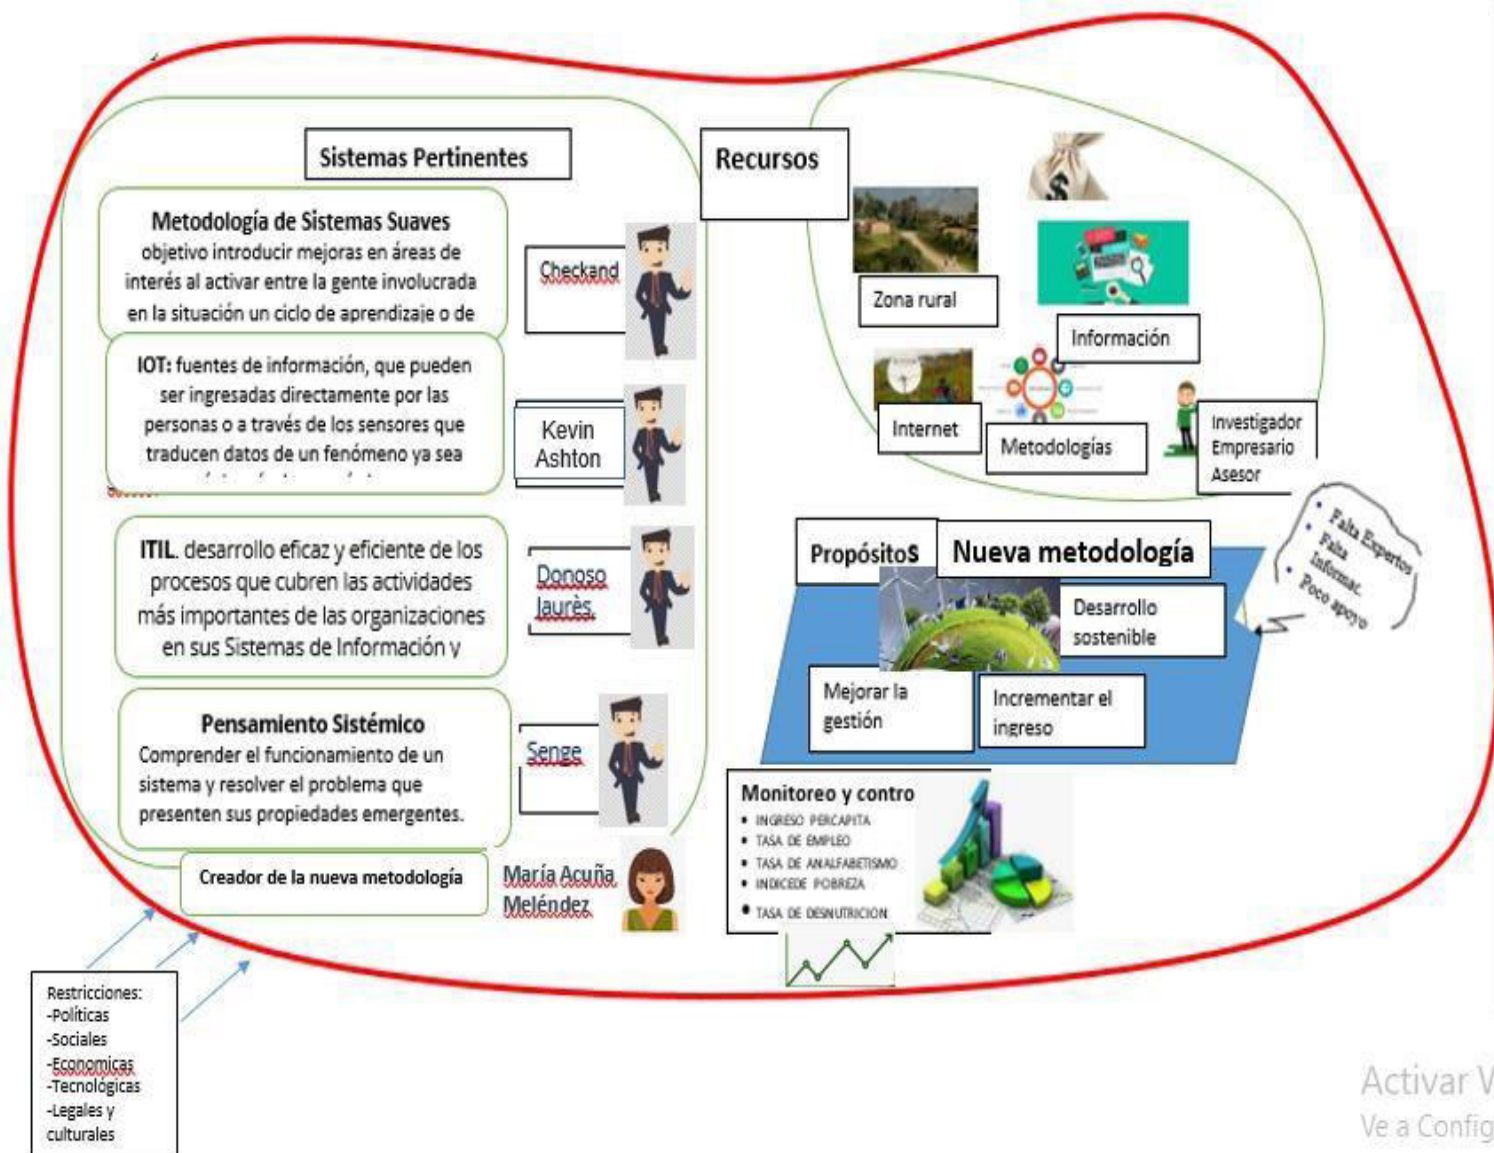 Sistemas Pertinentes
Metodología de Sistemas Suaves
objetivo introducir mejoras en áreas de
interés al activar entre la gente involucrada
en la situación un ciclo de aprendizaje o de
Checkand
IOT: fuentes de información, que pueden
ser ingresadas directamente por las
personas o a través de los sensores que
traducen datos de un fenómeno ya sea
Kevin
Ashton
ITIL. desarrollo eficaz y eficiente de los
procesos que cubren las actividades
más importantes de las organizaciones
en sus Sistemas de Información y
Donoso
Jaurès.
Pensamiento Sistémico
Comprender el funcionamiento de un
sistema y resolver el problema que
presenten sus propiedades emergentes.
Senge
Creador de la nueva metodología
María Acuña
Meléndez
Recursos
Zona rural
Información
Internet
Metodologías
Investigador
Empresario
Asesor
Propósitos
Nueva metodología
Desarrollo
sostenible
Mejorar la
gestión
Incrementar el
ingreso
• Falta Expertos
• Falta
Informac.
• Poco apoyo
Monitoreo y contro
• INGRESO PERCAPITA
• TASA DE EMPLEO
• TASA DE ANALFABETISMO
• INDICEDE POBREZA
• TASA DE DESNUTRICION
Restricciones:
-Políticas
-Sociales
-Economicas
-Tecnológicas
-Legales y
culturales
Activar
Ve a Config